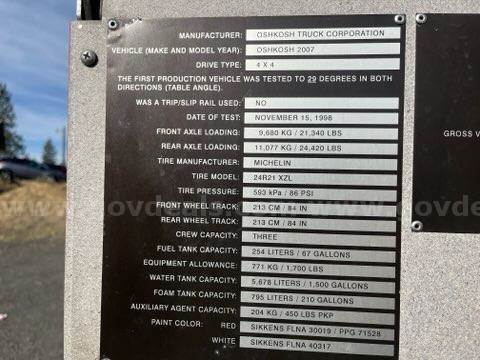 MANUFACTURER: OSHKOSH TRUCK CORPORATION
VEHICLE (MAKE AND MODEL YEAR): OSHKOSH 2007
DRIVE TYPE: 4 X 4
THE FIRST PRODUCTION VEHICLE WAS TESTED TO 29 DEGREES IN BOTH
DIRECTIONS (TABLE ANGLE).
WAS A TRIP/SLIP RAIL USED: NO
DATE OF TEST: NOVEMBER 15, 1998
FRONT AXLE LOADING: 9,680 KG / 21,340 LBS
REAR AXLE LOADING: 11,077 KG / 24,420 LBS
TIRE MANUFACTURER: MICHELIN
TIRE MODEL: 24R21 XZL
TIRE PRESSURE: 593 kPa / 86 PSI
FRONT WHEEL TRACK: 213 CM / 84 IN
REAR WHEEL TRACK: 213 CM / 84 IN
CREW CAPACITY: THREE
FUEL TANK CAPACITY: 254 LITERS / 67 GALLONS
EQUIPMENT ALLOWANCE: 771 KG / 1,700 LBS
WATER TANK CAPACITY: 5,678 LITERS / 1,500 GALLONS
FOAM TANK CAPACITY: 795 LITERS / 210 GALLONS
AUXILIARY AGENT CAPACITY: 204 KG / 450 LBS PKP
PAINT COLOR: RED SIKKENS FLNA 30019 / PPG 71528
WHITE SIKKENS FLNA 40317
GROSS V